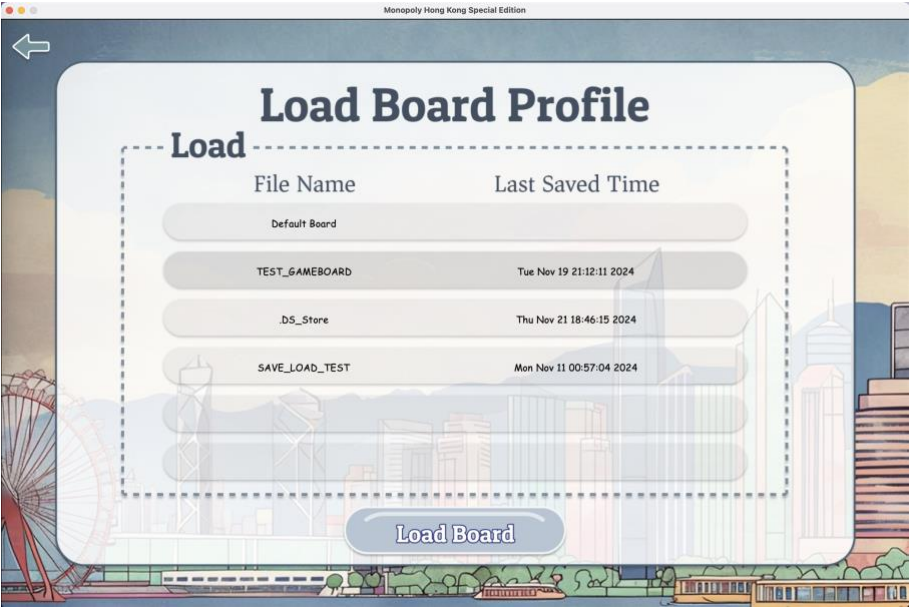 Monopoly Hong Kong Special Edition
Load Board Profile
Load
File Name Last Saved Time
Default Board
TEST_GAMEBOARD Tue Nov 19 21:12:11 2024
.DS_Store Thu Nov 21 18:46:15 2024
SAVE_LOAD_TEST Mon Nov 11 00:57:04 2024
Load Board